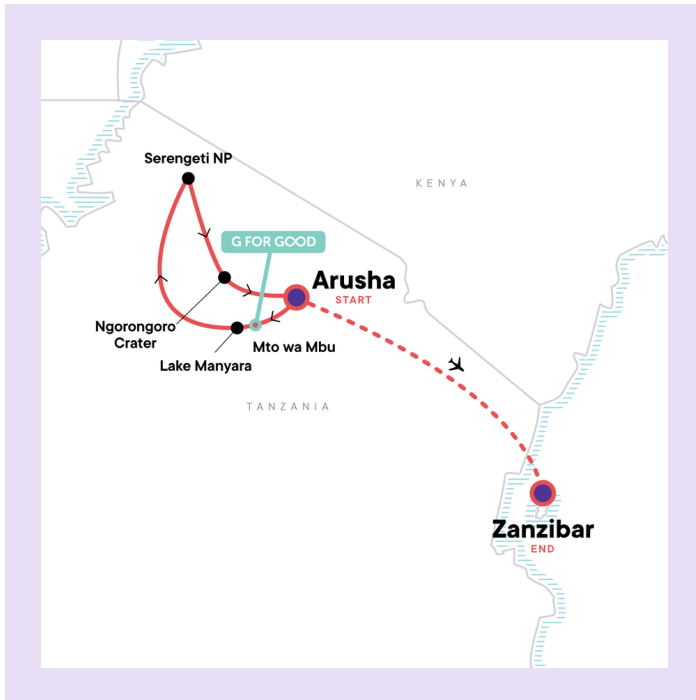 Serengeti NP
KENYA
G FOR GOOD
Arusha
START
Ngorongoro
Crater
Mto wa Mbu
Lake Manyara
TANZANIA
Zanzibar
END